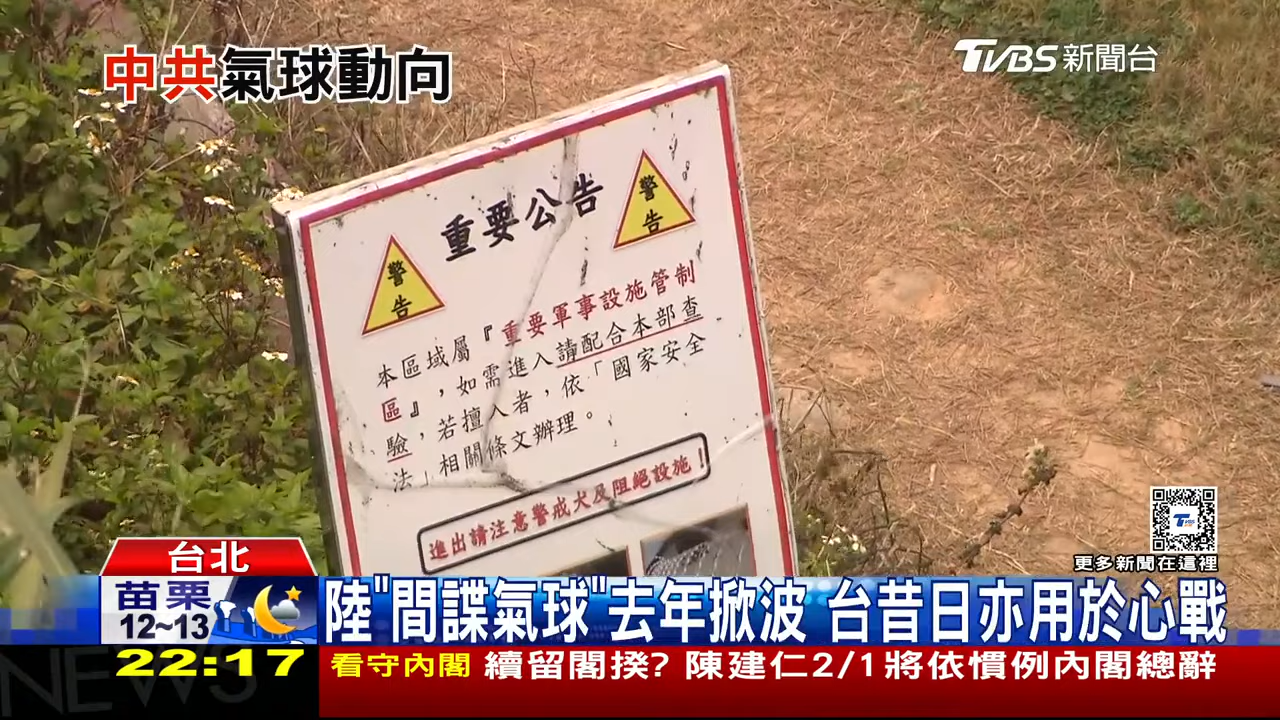 中共氣球動向
TVBS新聞台
重要公告
警告
警告
本區域屬『重要軍事設施管制
區』，如需進入請配合本部查
驗，若擅入者，依「國家安全
法」相關條文辦理。
進出請注意警戒犬及阻絕設施！
TVBS
更多新聞在這裡
台北
苗栗
12~13
陸"間諜氣球"去年掀波 台昔日亦用於心戰
22:17
看守內閣 續留閣揆? 陳建仁2/1將依慣例內閣總辭
NEWS